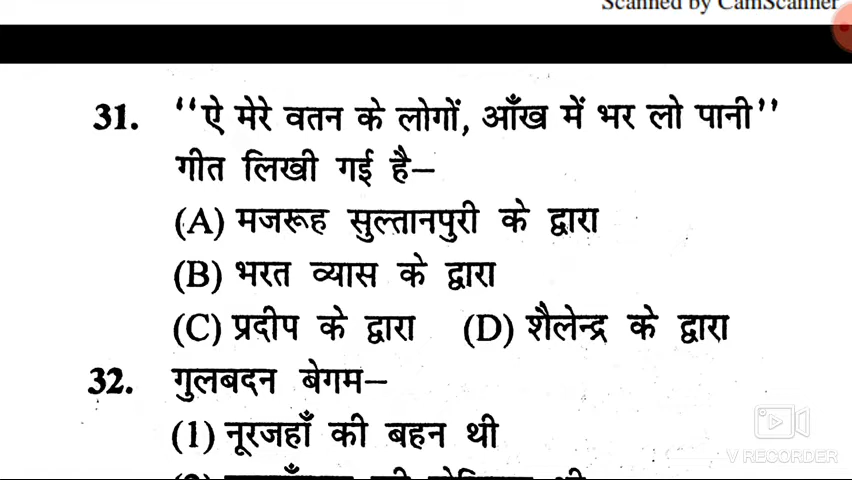 Scanned by CamScanner
31. “ऐ मेरे वतन के लोगों, आँख में भर लो पानी”
गीत लिखी गई है–
(A) मजरूह सुल्तानपुरी के द्वारा
(B) भरत व्यास के द्वारा
(C) प्रदीप के द्वारा (D) शैलेन्द्र के द्वारा
32. गुलबदन बेगम–
(1) नूरजहाँ की बहन थी
V RECORDER